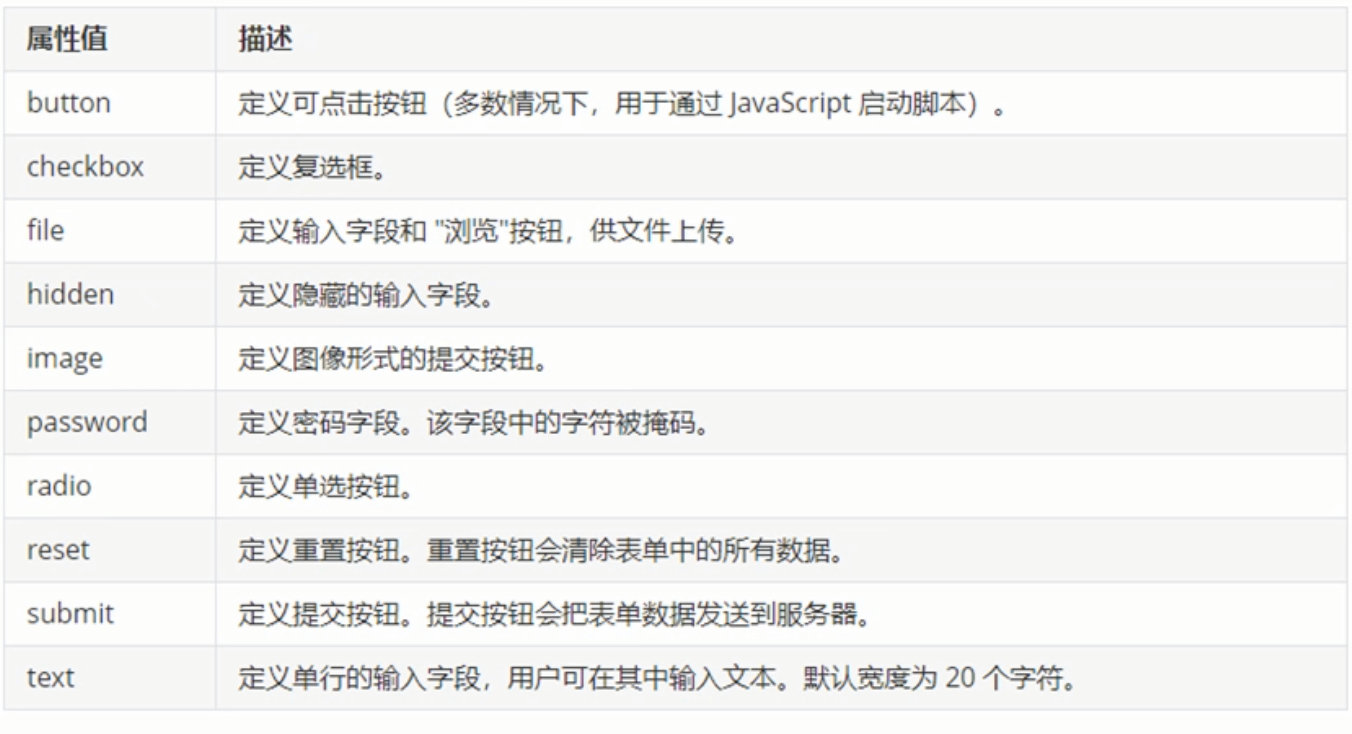 属性值 描述
button 定义可点击按钮（多数情况下，用于通过 JavaScript 启动脚本）。
checkbox 定义复选框。
file 定义输入字段和 "浏览"按钮，供文件上传。
hidden 定义隐藏的输入字段。
image 定义图像形式的提交按钮。
password 定义密码字段。该字段中的字符被掩码。
radio 定义单选按钮。
reset 定义重置按钮。重置按钮会清除表单中的所有数据。
submit 定义提交按钮。提交按钮会把表单数据发送到服务器。
text 定义单行的输入字段，用户可在其中输入文本。默认宽度为 20 个字符。